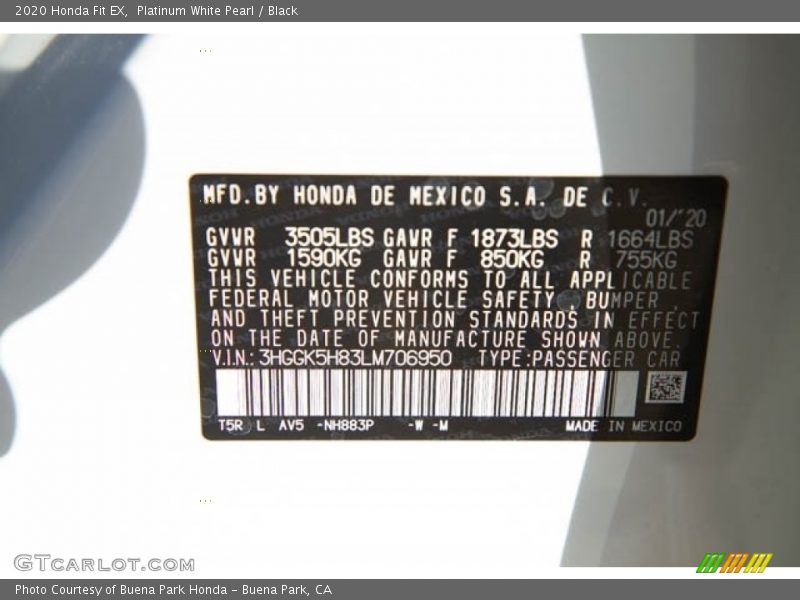 2020 Honda Fit EX,  Platinum White Pearl / Black
MFD. BY HONDA DE MEXICO S.A. DE C.V.
01/'20
GVWR 3505LBS GAWR F 1873LBS R 1664LBS
GVWR 1590KG GAWR F 850KG R 755KG
THIS VEHICLE CONFORMS TO ALL APPLICABLE
FEDERAL MOTOR VEHICLE SAFETY , BUMPER ,
AND THEFT PREVENTION STANDARDS IN EFFECT
ON THE DATE OF MANUFACTURE SHOWN ABOVE.
V.I.N.: 3HGGK5H83LM706950 TYPE:PASSENGER CAR
T5R L AV5 -NH883P -W -M MADE IN MEXICO
GTCARLOT.COM
Photo Courtesy of Buena Park Honda - Buena Park, CA